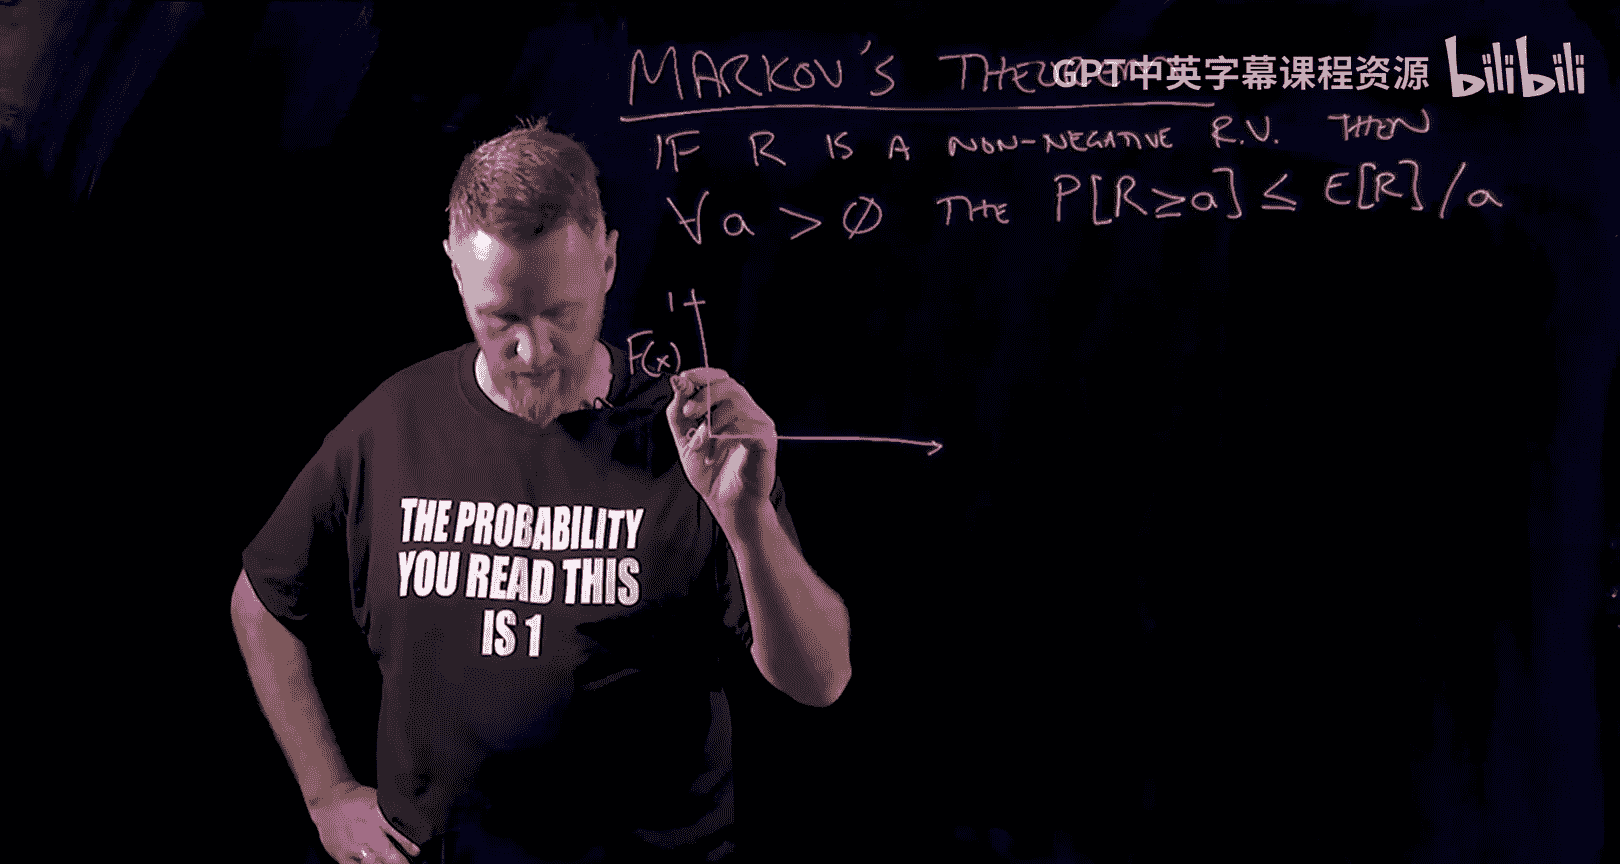 MARKOV'S THEOREM
GPT中英字幕课程资源 bilibili
IF R IS A NON-NEGATIVE R.V. THEN
∀a > ∅ THE P[R≥a] ≤ E[R]/a
1
F(x)
THE PROBABILITY
YOU READ THIS
IS 1